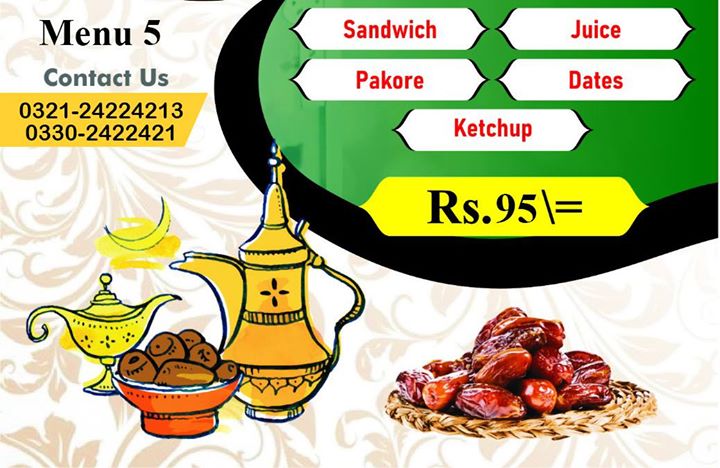 Menu 5
Contact Us
0321-24224213
0330-2422421
Sandwich
Juice
Pakore
Dates
Ketchup
Rs.95\=